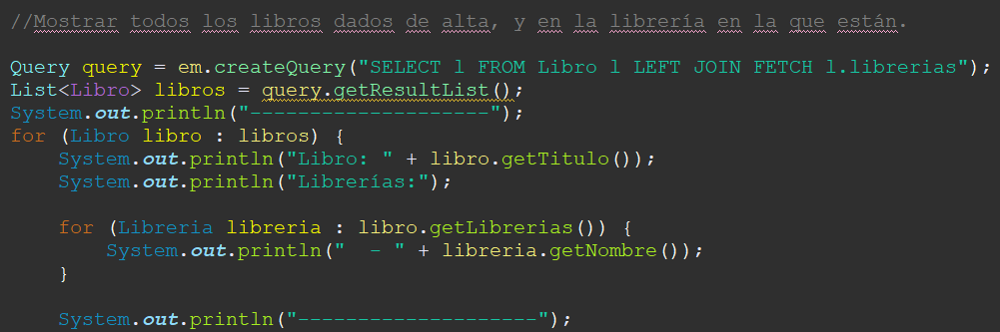 //Mostrar todos los libros dados de alta, y en la librería en la que están.
Query query = em.createQuery("SELECT l FROM Libro l LEFT JOIN FETCH l.librerias");
List<Libro> libros = query.getResultList();
System.out.println("--------------------");
for (Libro libro : libros) {
    System.out.println("Libro: " + libro.getTitulo());
    System.out.println("Librerías:");
    for (Libreria libreria : libro.getLibrerias()) {
        System.out.println("  - " + libreria.getNombre());
    }
    System.out.println("--------------------");